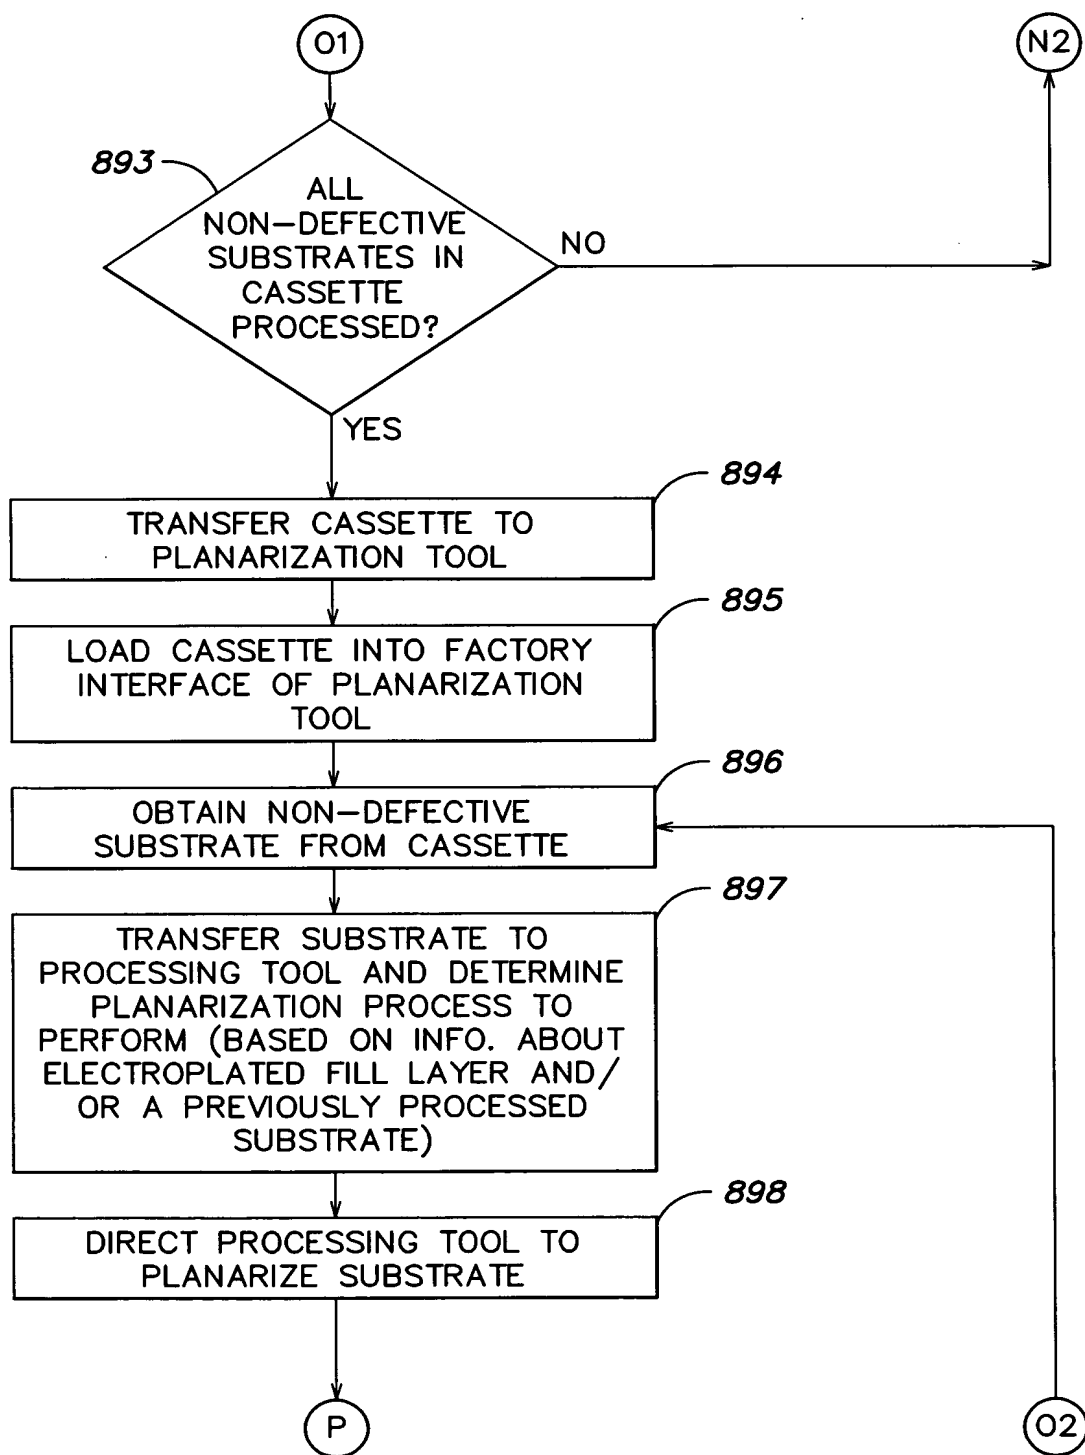 O1
N2
893
ALL
NON-DEFECTIVE
SUBSTRATES IN
CASSETTE
PROCESSED?
NO
YES
894
TRANSFER CASSETTE TO
PLANARIZATION TOOL
895
LOAD CASSETTE INTO FACTORY
INTERFACE OF PLANARIZATION
TOOL
896
OBTAIN NON-DEFECTIVE
SUBSTRATE FROM CASSETTE
897
TRANSFER SUBSTRATE TO
PROCESSING TOOL AND DETERMINE
PLANARIZATION PROCESS TO
PERFORM (BASED ON INFO. ABOUT
ELECTROPLATED FILL LAYER AND/
OR A PREVIOUSLY PROCESSED
SUBSTRATE)
898
DIRECT PROCESSING TOOL TO
PLANARIZE SUBSTRATE
P
O2